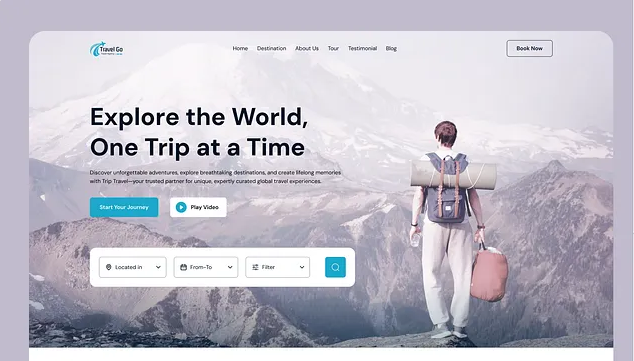 Travel Go
Home Destination About Us Tour Testimonial Blog
Book Now
Explore the World,
One Trip at a Time
Discover unforgettable adventures, explore breathtaking destinations, and create lifelong memories
with Trip Travel—your trusted partner for unique, expertly curated global travel experiences.
Start Your Journey
Play Video
Located in
From-To
Filter